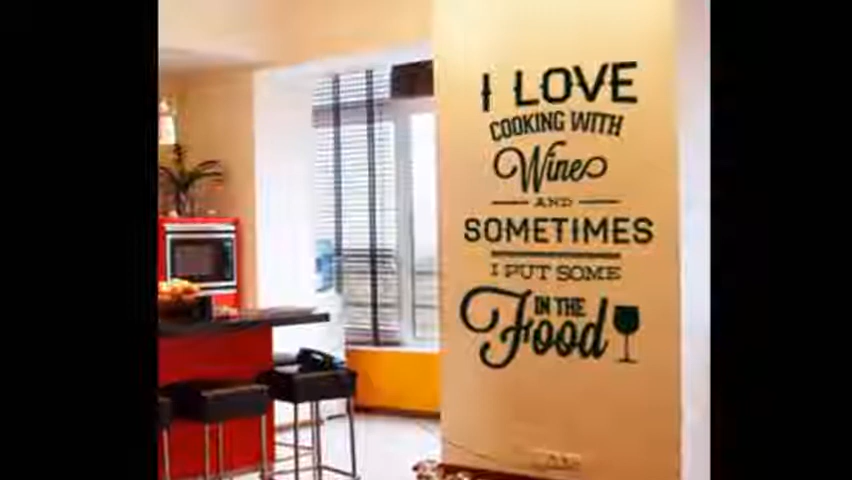 I LOVE
COOKING WITH
Wine
AND
SOMETIMES
I PUT SOME
IN THE
Food